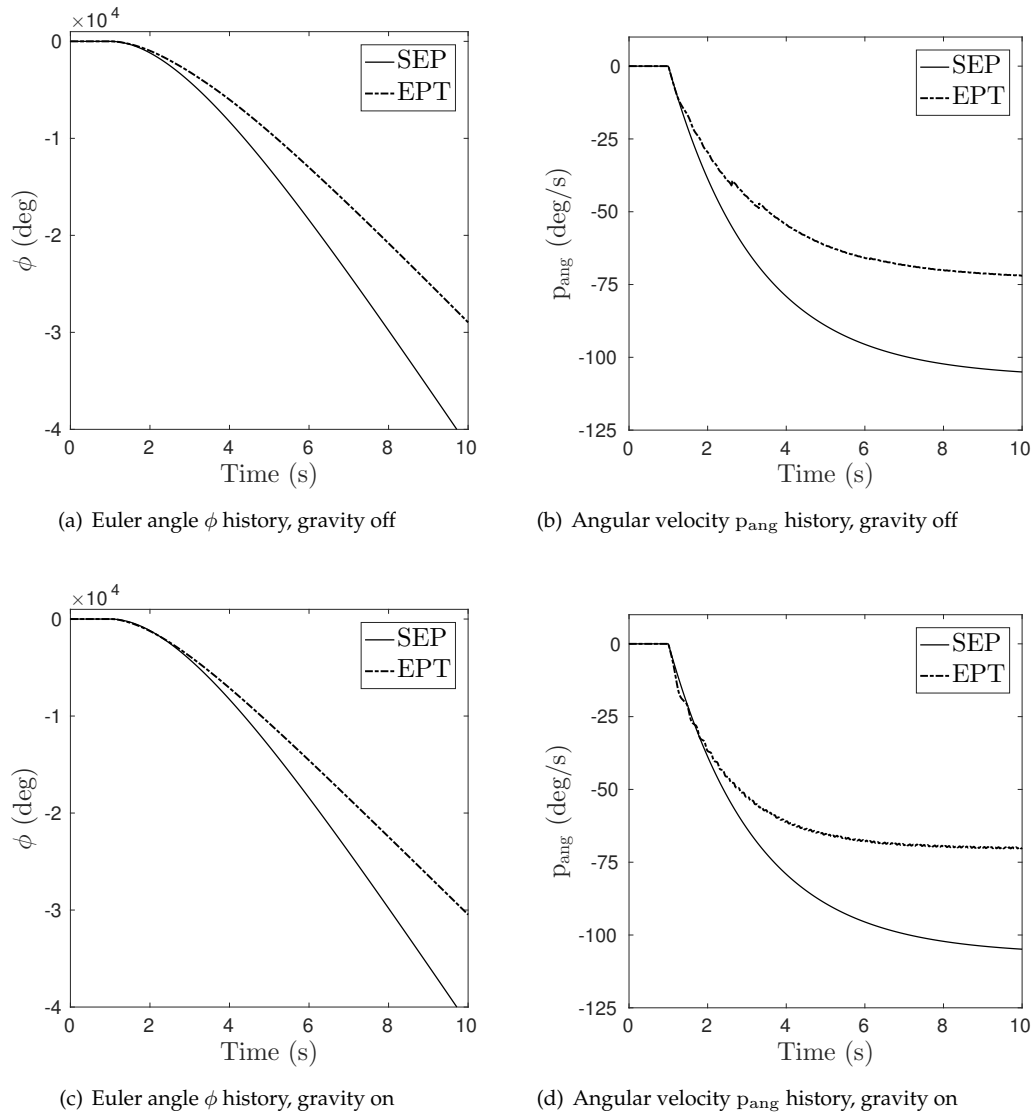 ×10⁴
0
-1
-2
-3
-4
ϕ (deg)
0 2 4 6 8 10
Time (s)
SEP
EPT
(a) Euler angle ϕ history, gravity off
0
-25
-50
-75
-100
-125
pₐₙg (deg/s)
0 2 4 6 8 10
Time (s)
SEP
EPT
(b) Angular velocity pₐₙg history, gravity off
×10⁴
0
-1
-2
-3
-4
ϕ (deg)
0 2 4 6 8 10
Time (s)
SEP
EPT
(c) Euler angle ϕ history, gravity on
0
-25
-50
-75
-100
-125
pₐₙg (deg/s)
0 2 4 6 8 10
Time (s)
SEP
EPT
(d) Angular velocity pₐₙg history, gravity on